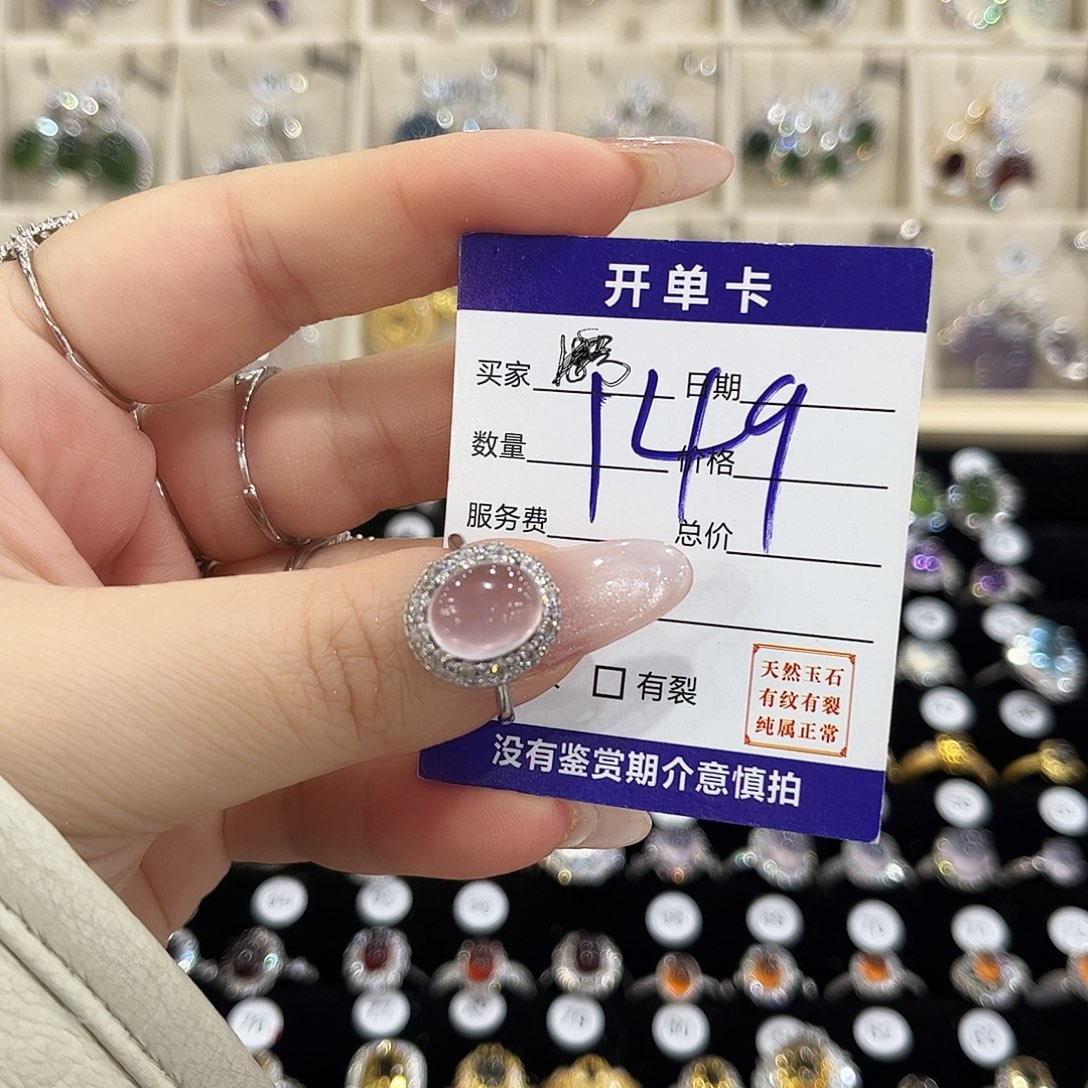 开单卡
买家 日期
149
数量 价格
服务费 总价
有裂
天然玉石
有纹有裂
纯属正常
没有鉴赏期介意慎拍